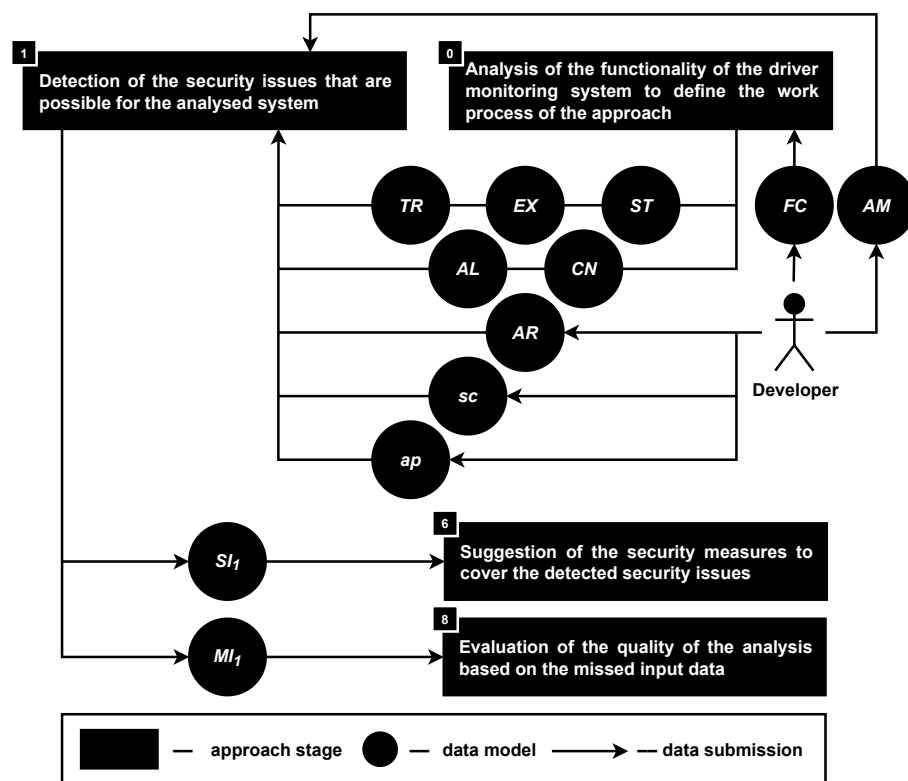 1
Detection of the security issues that are
possible for the analysed system
0
Analysis of the functionality of the driver
monitoring system to define the work
process of the approach
TR
EX
ST
FC
AM
AL
CN
AR
sc
ap
Developer
SI₁
6
Suggestion of the security measures to
cover the detected security issues
MI₁
8
Evaluation of the quality of the analysis
based on the missed input data
— approach stage
— data model
— data submission